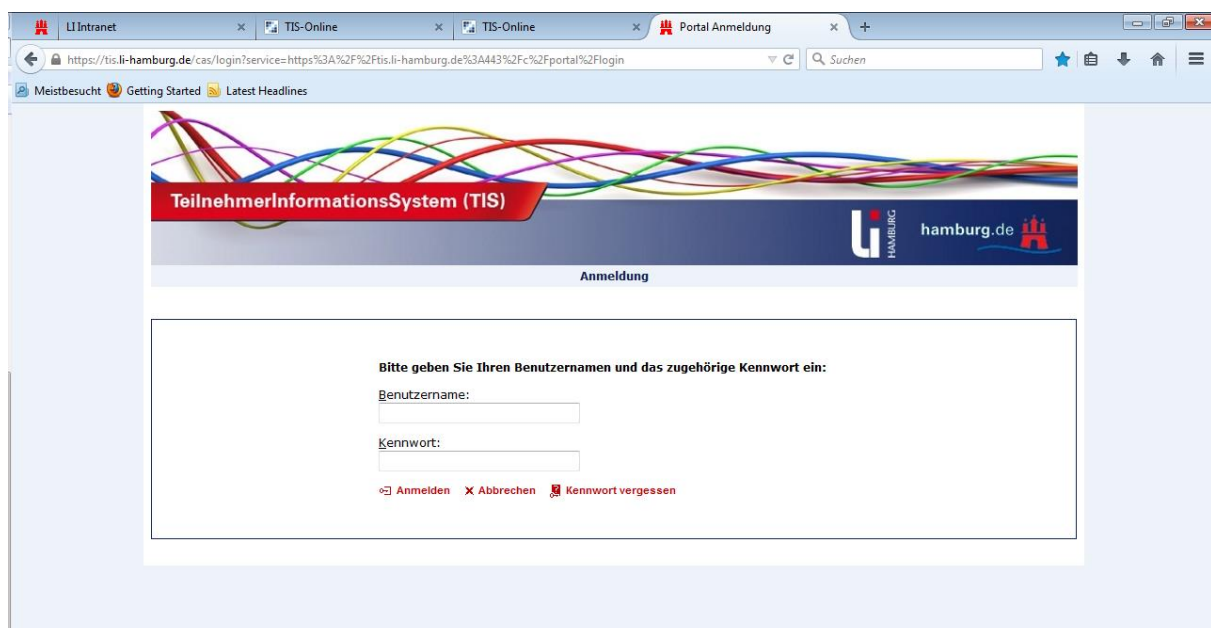 LI Intranet
TIS-Online
TIS-Online
Portal Anmeldung
https://tis.li-hamburg.de/cas/login?service=https%3A%2F%2Ftis.li-hamburg.de%3A443%2Fc%2Fportal%2Flogin
Suchen
Meistbesucht Getting Started Latest Headlines
TeilnehmerInformationsSystem (TIS)
li HAMBURG
hamburg.de
Anmeldung
Bitte geben Sie Ihren Benutzernamen und das zugehörige Kennwort ein:
Benutzername:
Kennwort:
Anmelden Abbrechen Kennwort vergessen